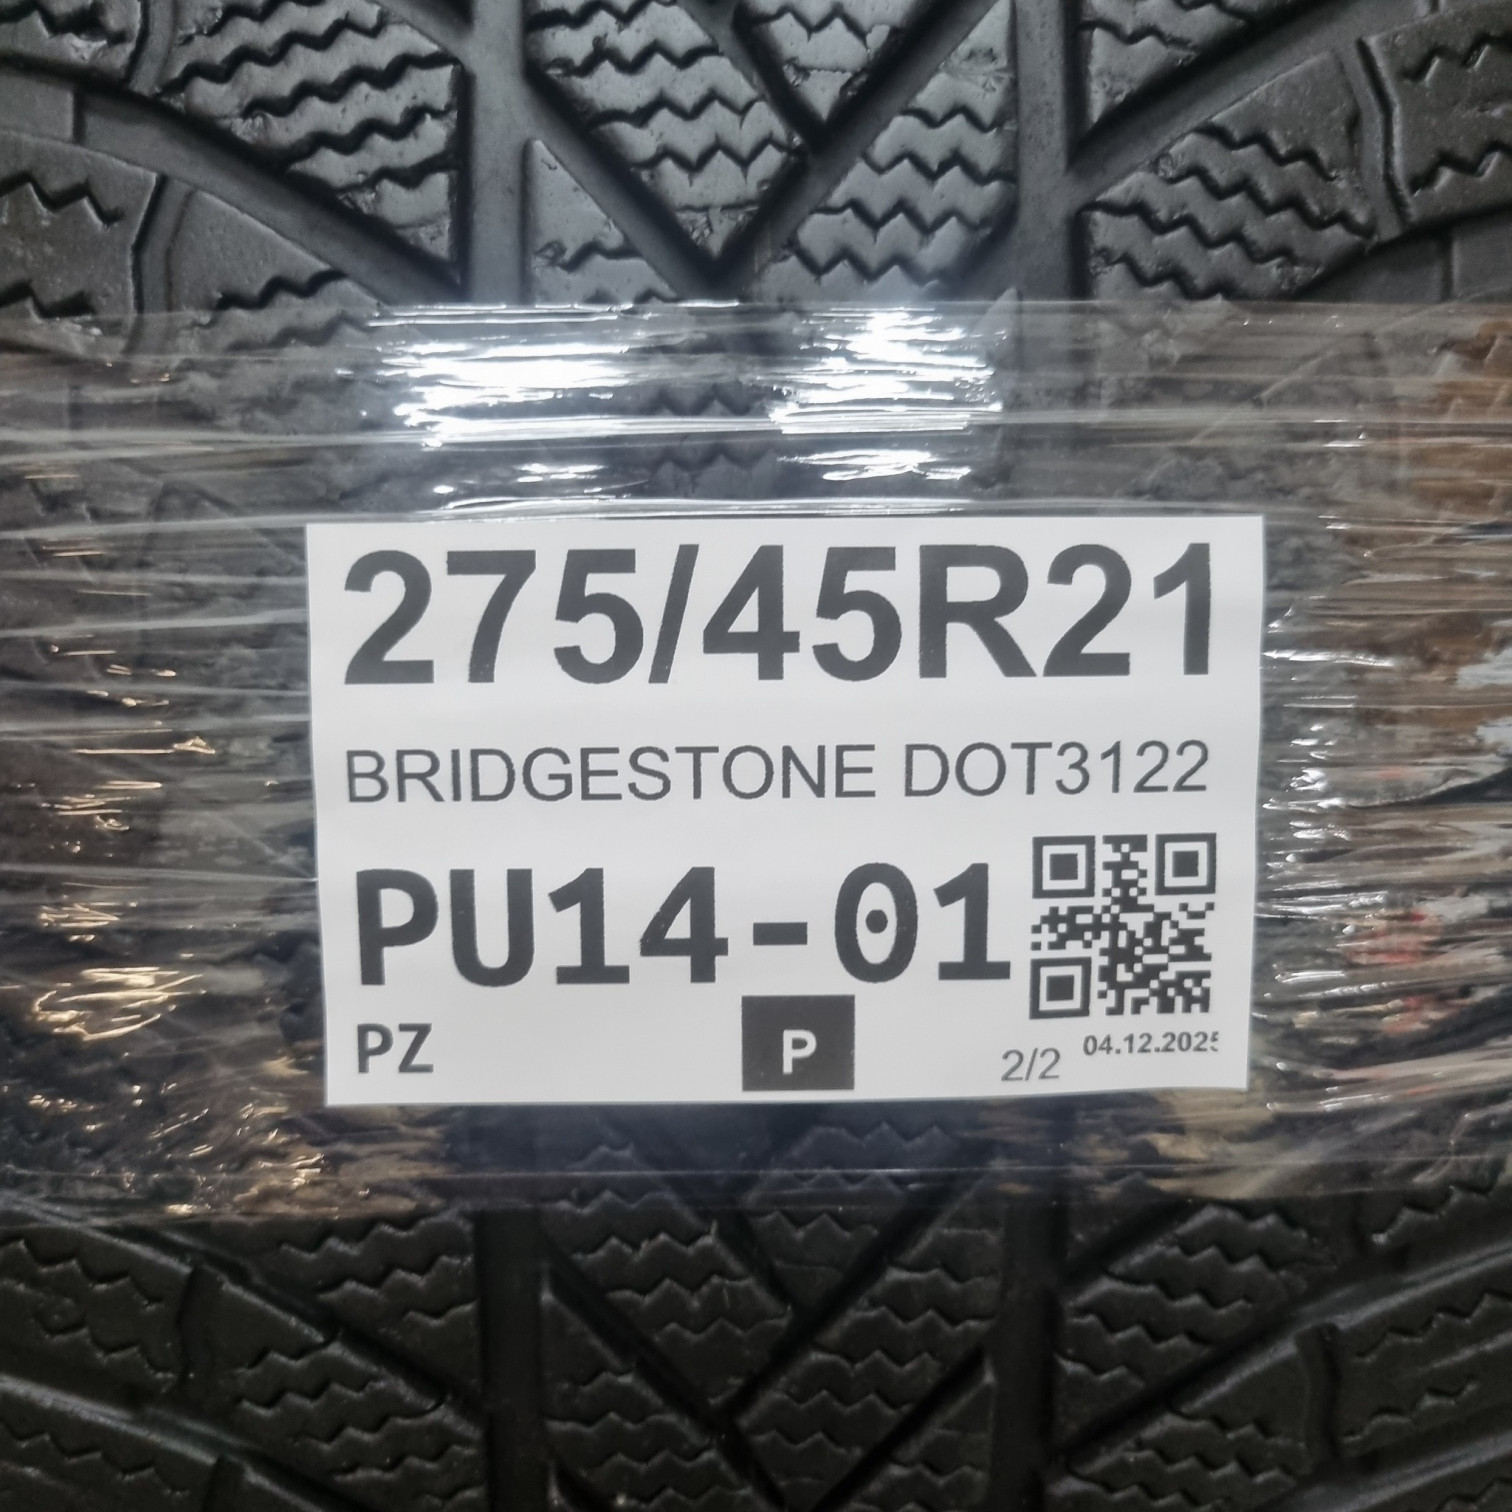 275/45R21
BRIDGESTONE DOT3122
PU14-01
PZ
P
2/2 04.12.2025